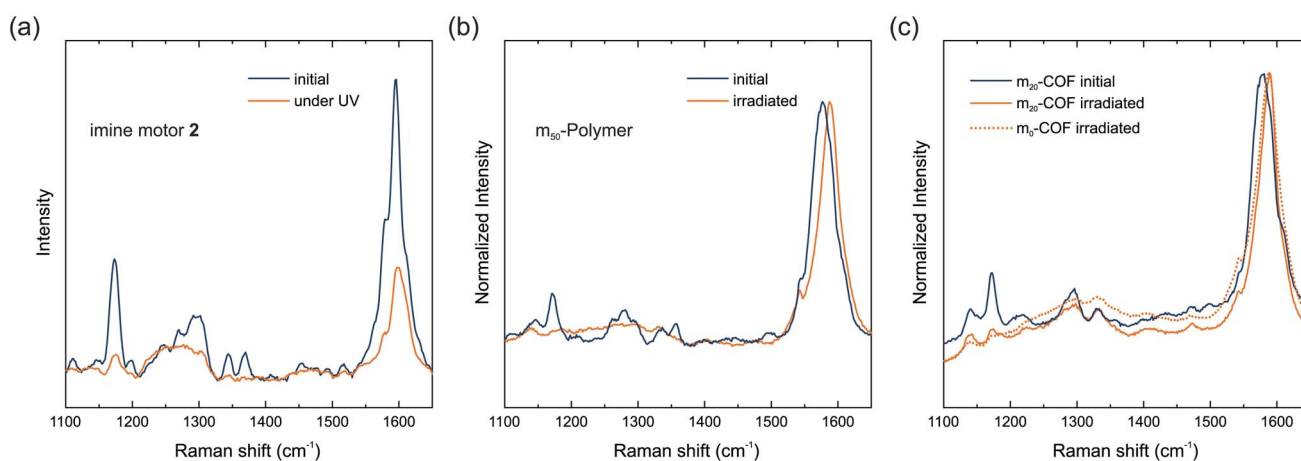 (a)
initial
under UV
imine motor 2
Intensity
1100 1200 1300 1400 1500 1600
Raman shift (cm⁻¹)
(b)
initial
irradiated
m₅₀-Polymer
Normalized Intensity
1100 1200 1300 1400 1500 1600
Raman shift (cm⁻¹)
(c)
m₂₀-COF initial
m₂₀-COF irradiated
m₀-COF irradiated
Normalized Intensity
1100 1200 1300 1400 1500 1600
Raman shift (cm⁻¹)